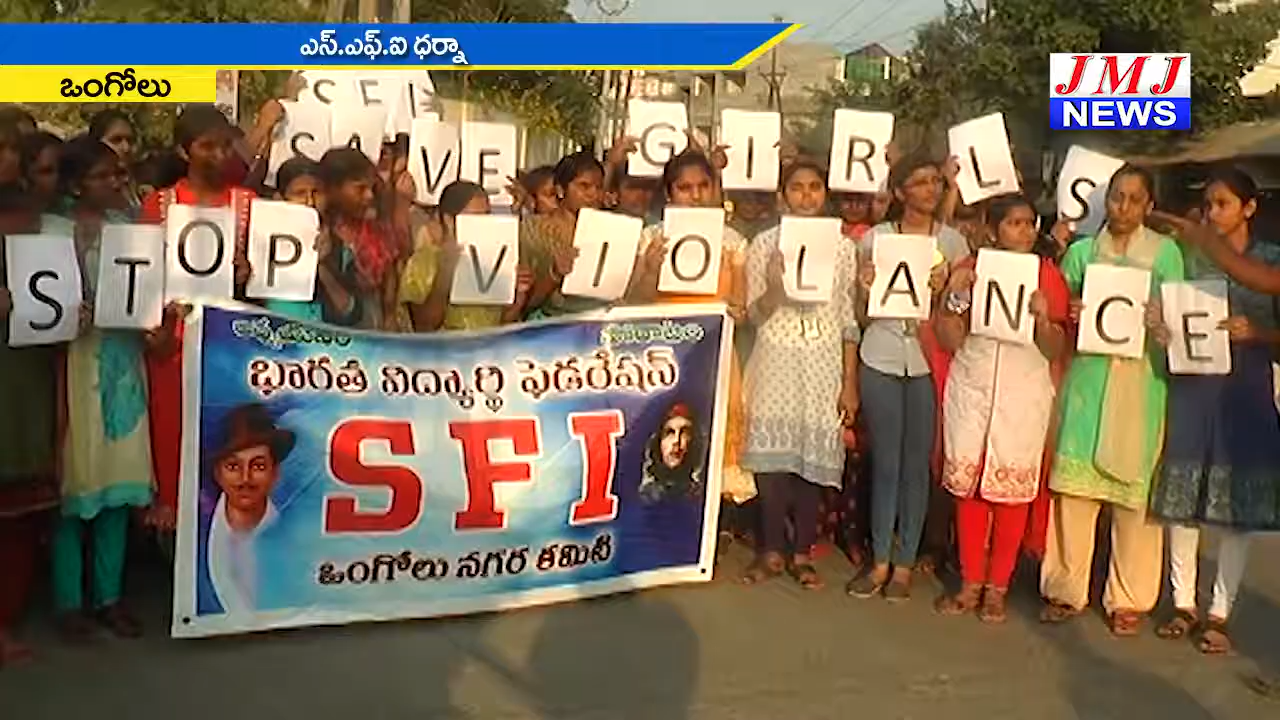 ఎస్.ఎఫ్.ఐ ధర్నా
ఒంగోలు
JMJ
NEWS
SAVE GIRLS
STOP VIOLANCE
భారత విద్యార్థి ఫెడరేషన్
SFI
ఒంగోలు నగర కమిటీ